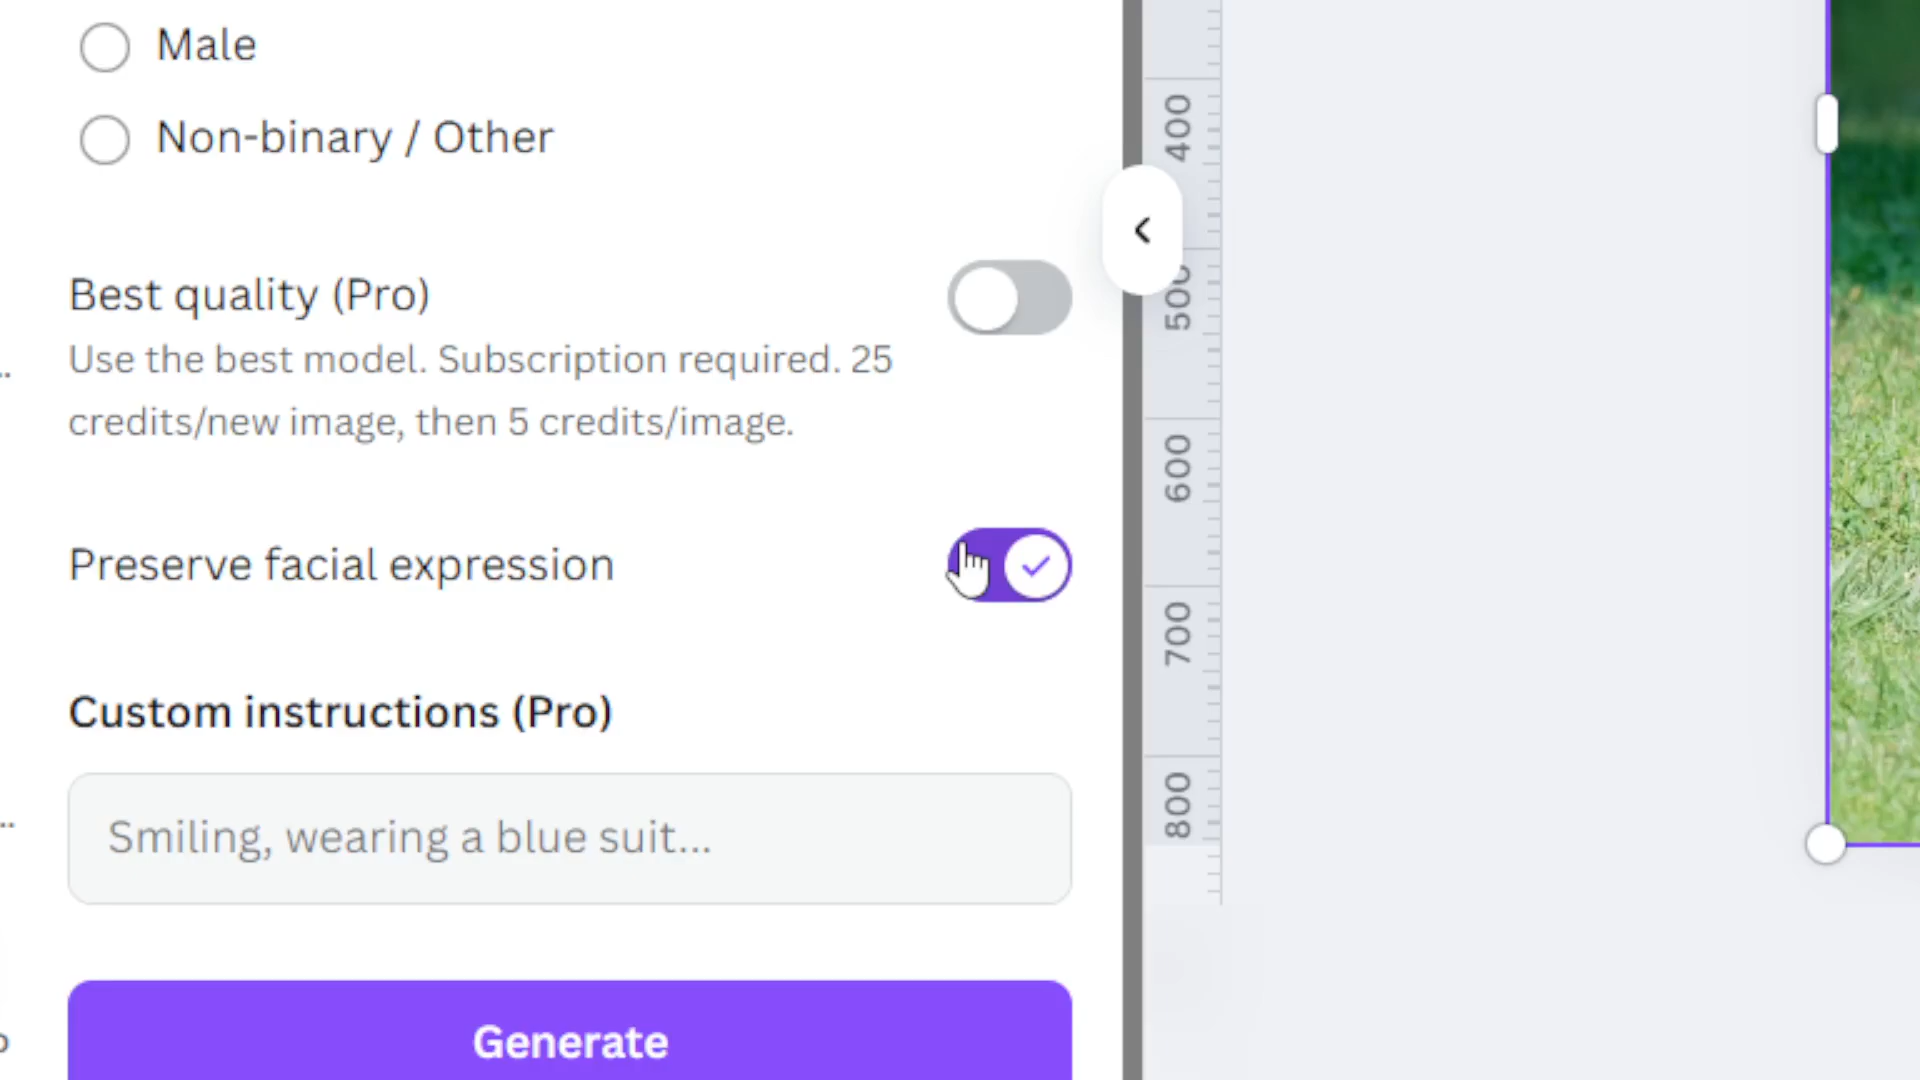 Male
Non-binary / Other
Best quality (Pro)
Use the best model. Subscription required. 25
credits/new image, then 5 credits/image.
Preserve facial expression
Custom instructions (Pro)
Smiling, wearing a blue suit...
Generate
400
500
600
700
800